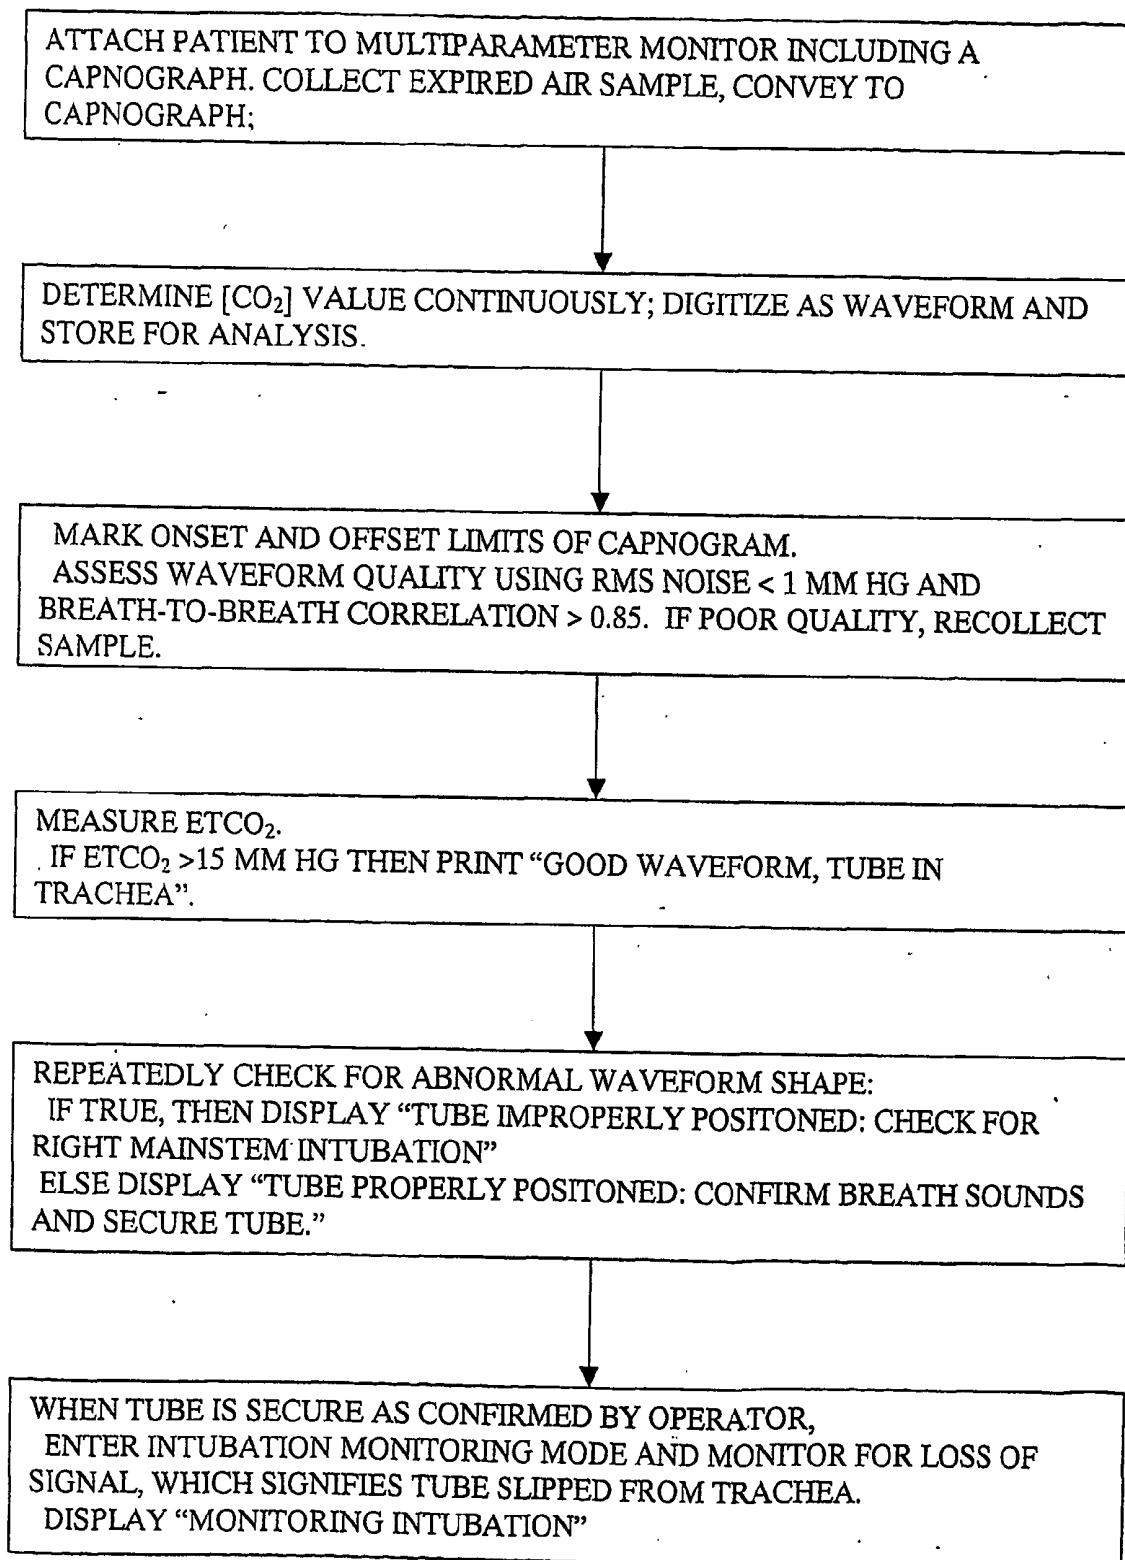 ATTACH PATIENT TO MULTIPARAMETER MONITOR INCLUDING A
CAPNOGRAPH. COLLECT EXPIRED AIR SAMPLE, CONVEY TO
CAPNOGRAPH;
DETERMINE [CO₂] VALUE CONTINUOUSLY; DIGITIZE AS WAVEFORM AND
STORE FOR ANALYSIS.
MARK ONSET AND OFFSET LIMITS OF CAPNOGRAM.
ASSESS WAVEFORM QUALITY USING RMS NOISE < 1 MM HG AND
BREATH-TO-BREATH CORRELATION > 0.85. IF POOR QUALITY, RECOLLECT
SAMPLE.
MEASURE ETCO₂.
IF ETCO₂ >15 MM HG THEN PRINT “GOOD WAVEFORM, TUBE IN
TRACHEA”.
REPEATEDLY CHECK FOR ABNORMAL WAVEFORM SHAPE:
IF TRUE, THEN DISPLAY “TUBE IMPROPERLY POSITONED: CHECK FOR
RIGHT MAINSTEM INTUBATION”
ELSE DISPLAY “TUBE PROPERLY POSITONED: CONFIRM BREATH SOUNDS
AND SECURE TUBE.”
WHEN TUBE IS SECURE AS CONFIRMED BY OPERATOR,
ENTER INTUBATION MONITORING MODE AND MONITOR FOR LOSS OF
SIGNAL, WHICH SIGNIFIES TUBE SLIPPED FROM TRACHEA.
DISPLAY “MONITORING INTUBATION”